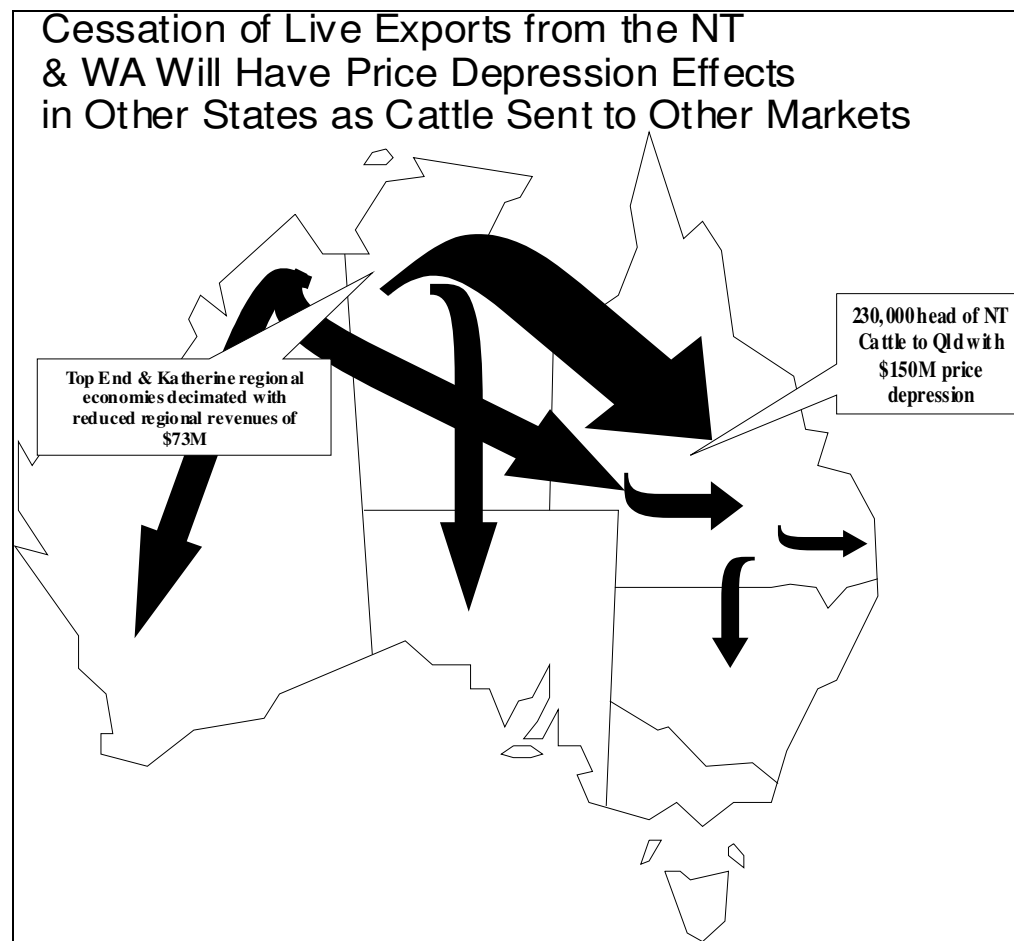 Cessation of Live Exports from the NT
& WA Will Have Price Depression Effects
in Other States as Cattle Sent to Other Markets
230,000 head of NT
Cattle to Qld with
$150M price
depression
Top End & Katherine regional
economies decimated with
reduced regional revenues of
$73M